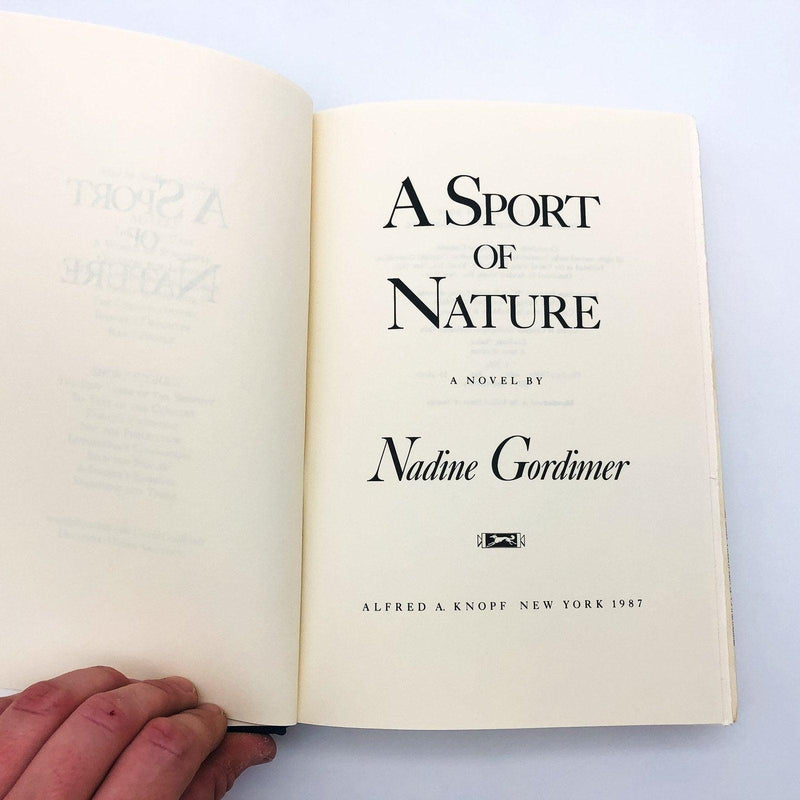 A SPORT
OF
NATURE
A NOVEL BY
Nadine Gordimer
ALFRED A. KNOPF NEW YORK 1987